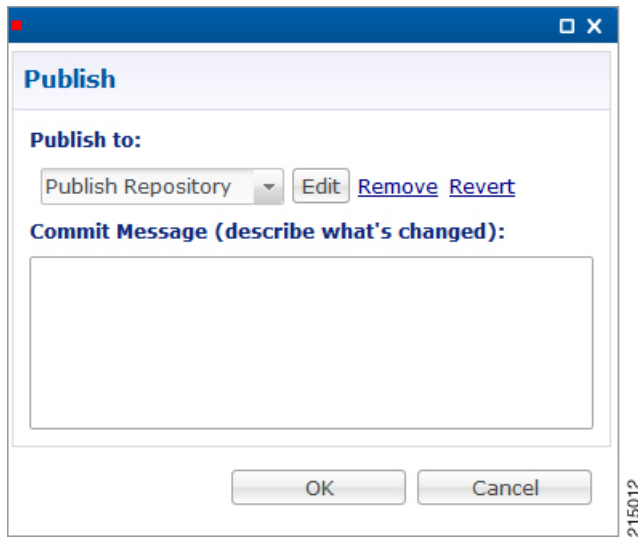 Publish
Publish to:
Publish Repository Edit Remove Revert
Commit Message (describe what's changed):
OK Cancel
215012